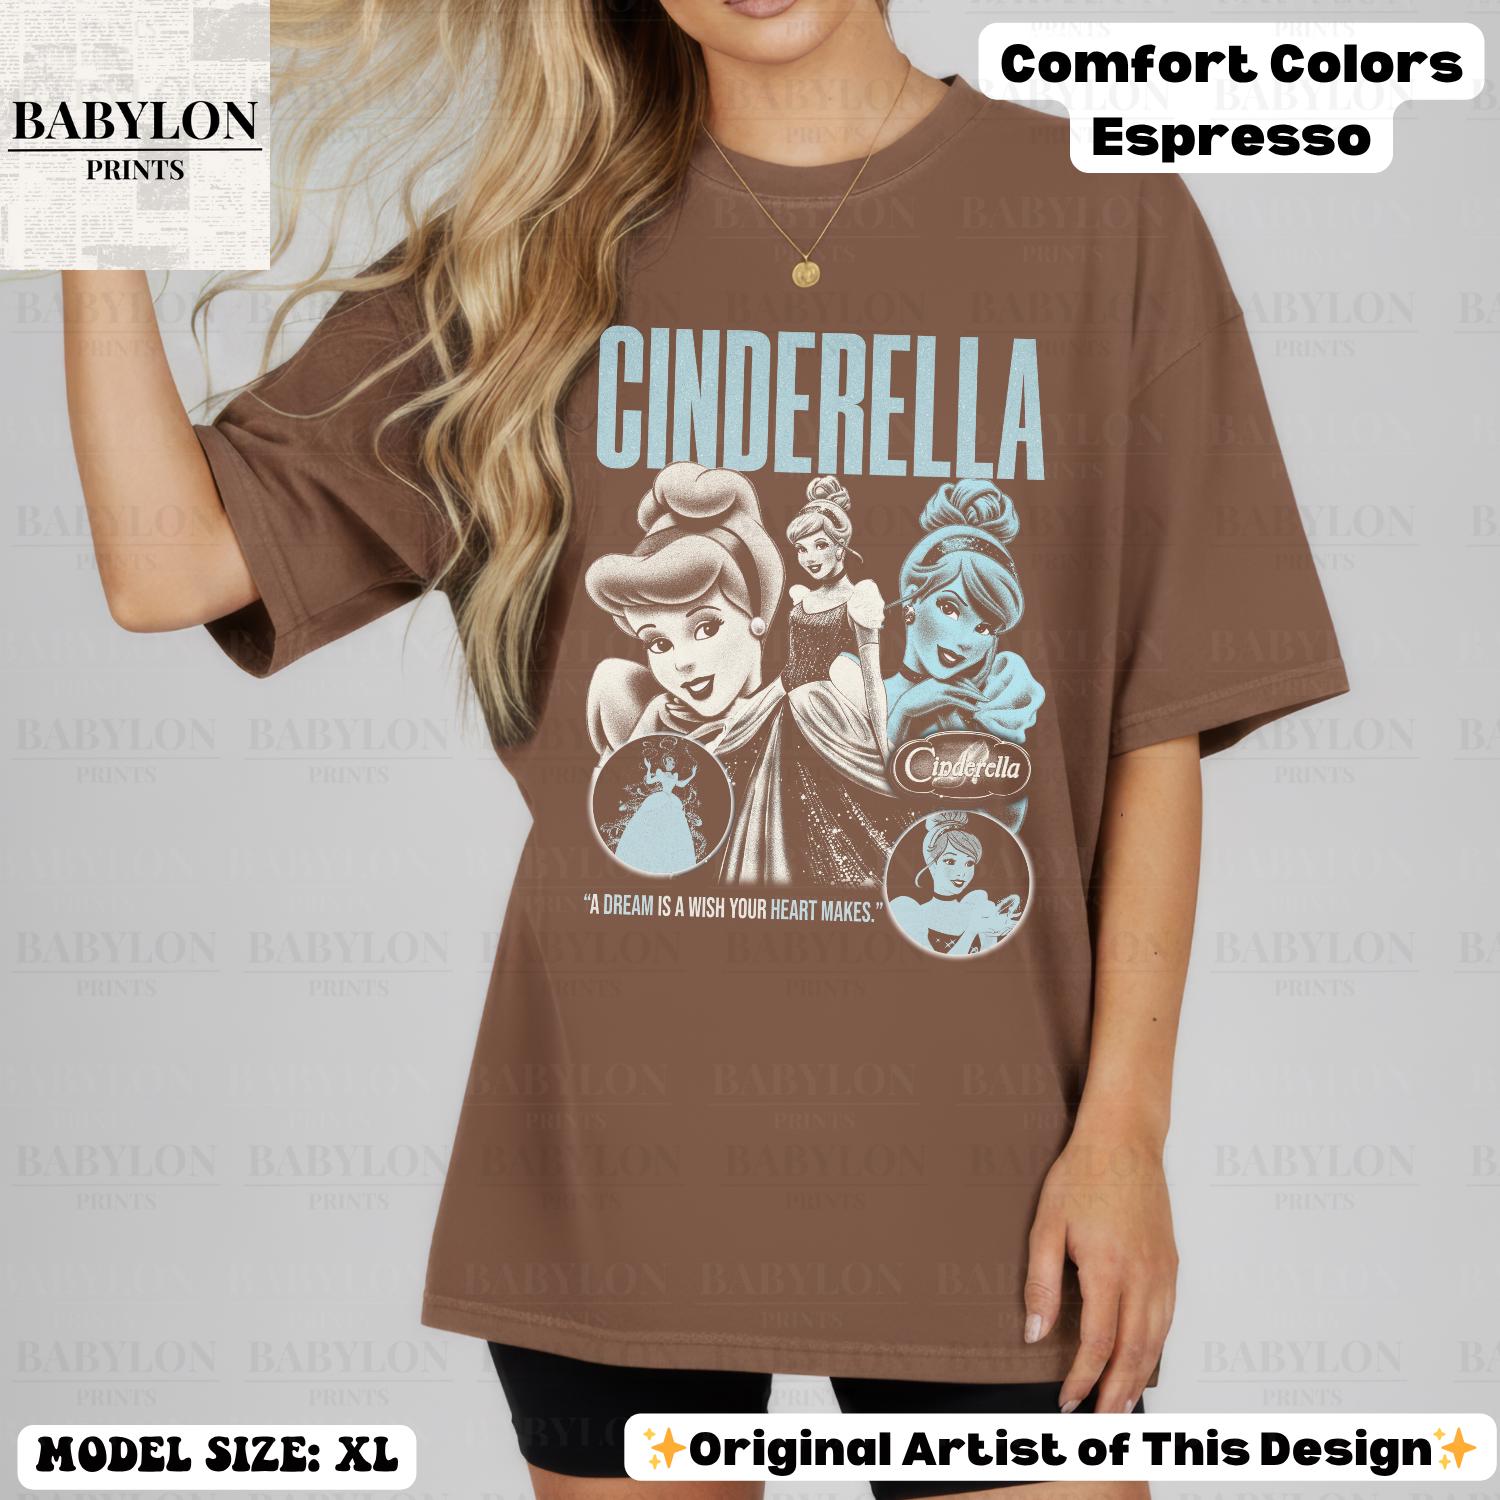 BABYLON
PRINTS
Comfort Colors
Espresso
CINDERELLA
Cinderella
“A DREAM IS A WISH YOUR HEART MAKES.”
MODEL SIZE: XL
✨Original Artist of This Design✨